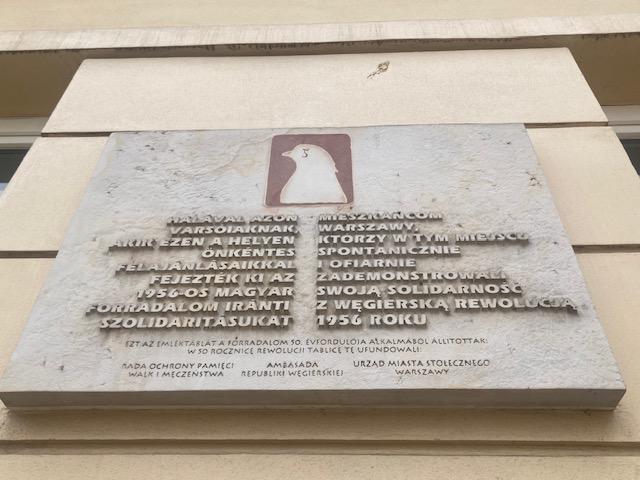 HÁLÁVAL AZON
VARSÓIAKNAK,
AKIK EZEN A HELYEN
ÖNKÉNTES
FELAJÁNLÁSAIKKAL
FEJEZTÉK KI AZ
1956-OS MAGYAR
FORRADALOM IRÁNTI
SZOLIDARITÁSUKAT
MIESZKAŃCOM
WARSZAWY,
KTÓRZY W TYM MIEJSCU
SPONTANICZNIE
I OFIARNIE
ZADEMONSTROWALI
SWOJĄ SOLIDARNOŚĆ
Z WĘGIERSKĄ REWOLUCJĄ
1956 ROKU
EZT AZ EMLÉKTÁBLÁT A FORRADALOM 50. ÉVFORDULÓJA ALKALMÁBÓL ÁLLÍTOTTÁK:
W 50 ROCZNICĘ REWOLUCJI TABLICĘ TĘ UFUNDOWALI:
RADA OCHRONY PAMIĘCI
WALK I MĘCZEŃSTWA
AMBASADA
REPUBLIKI WĘGIERSKIEJ
URZĄD MIASTA STOŁECZNEGO
WARSZAWY